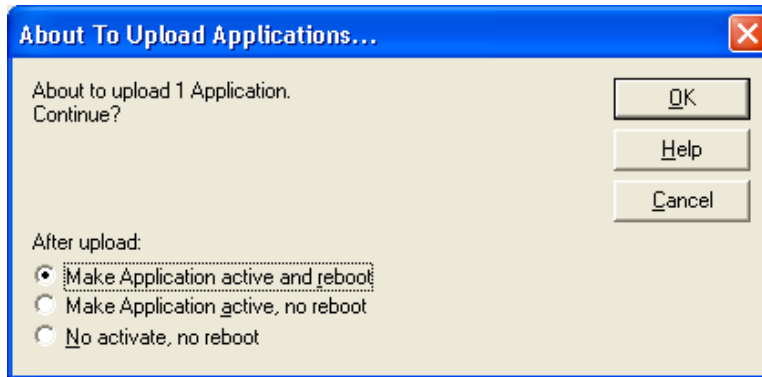 About To Upload Applications...
About to upload 1 Application.
Continue?
OK
Help
Cancel
After upload:
Make Application active and reboot
Make Application active, no reboot
No activate, no reboot